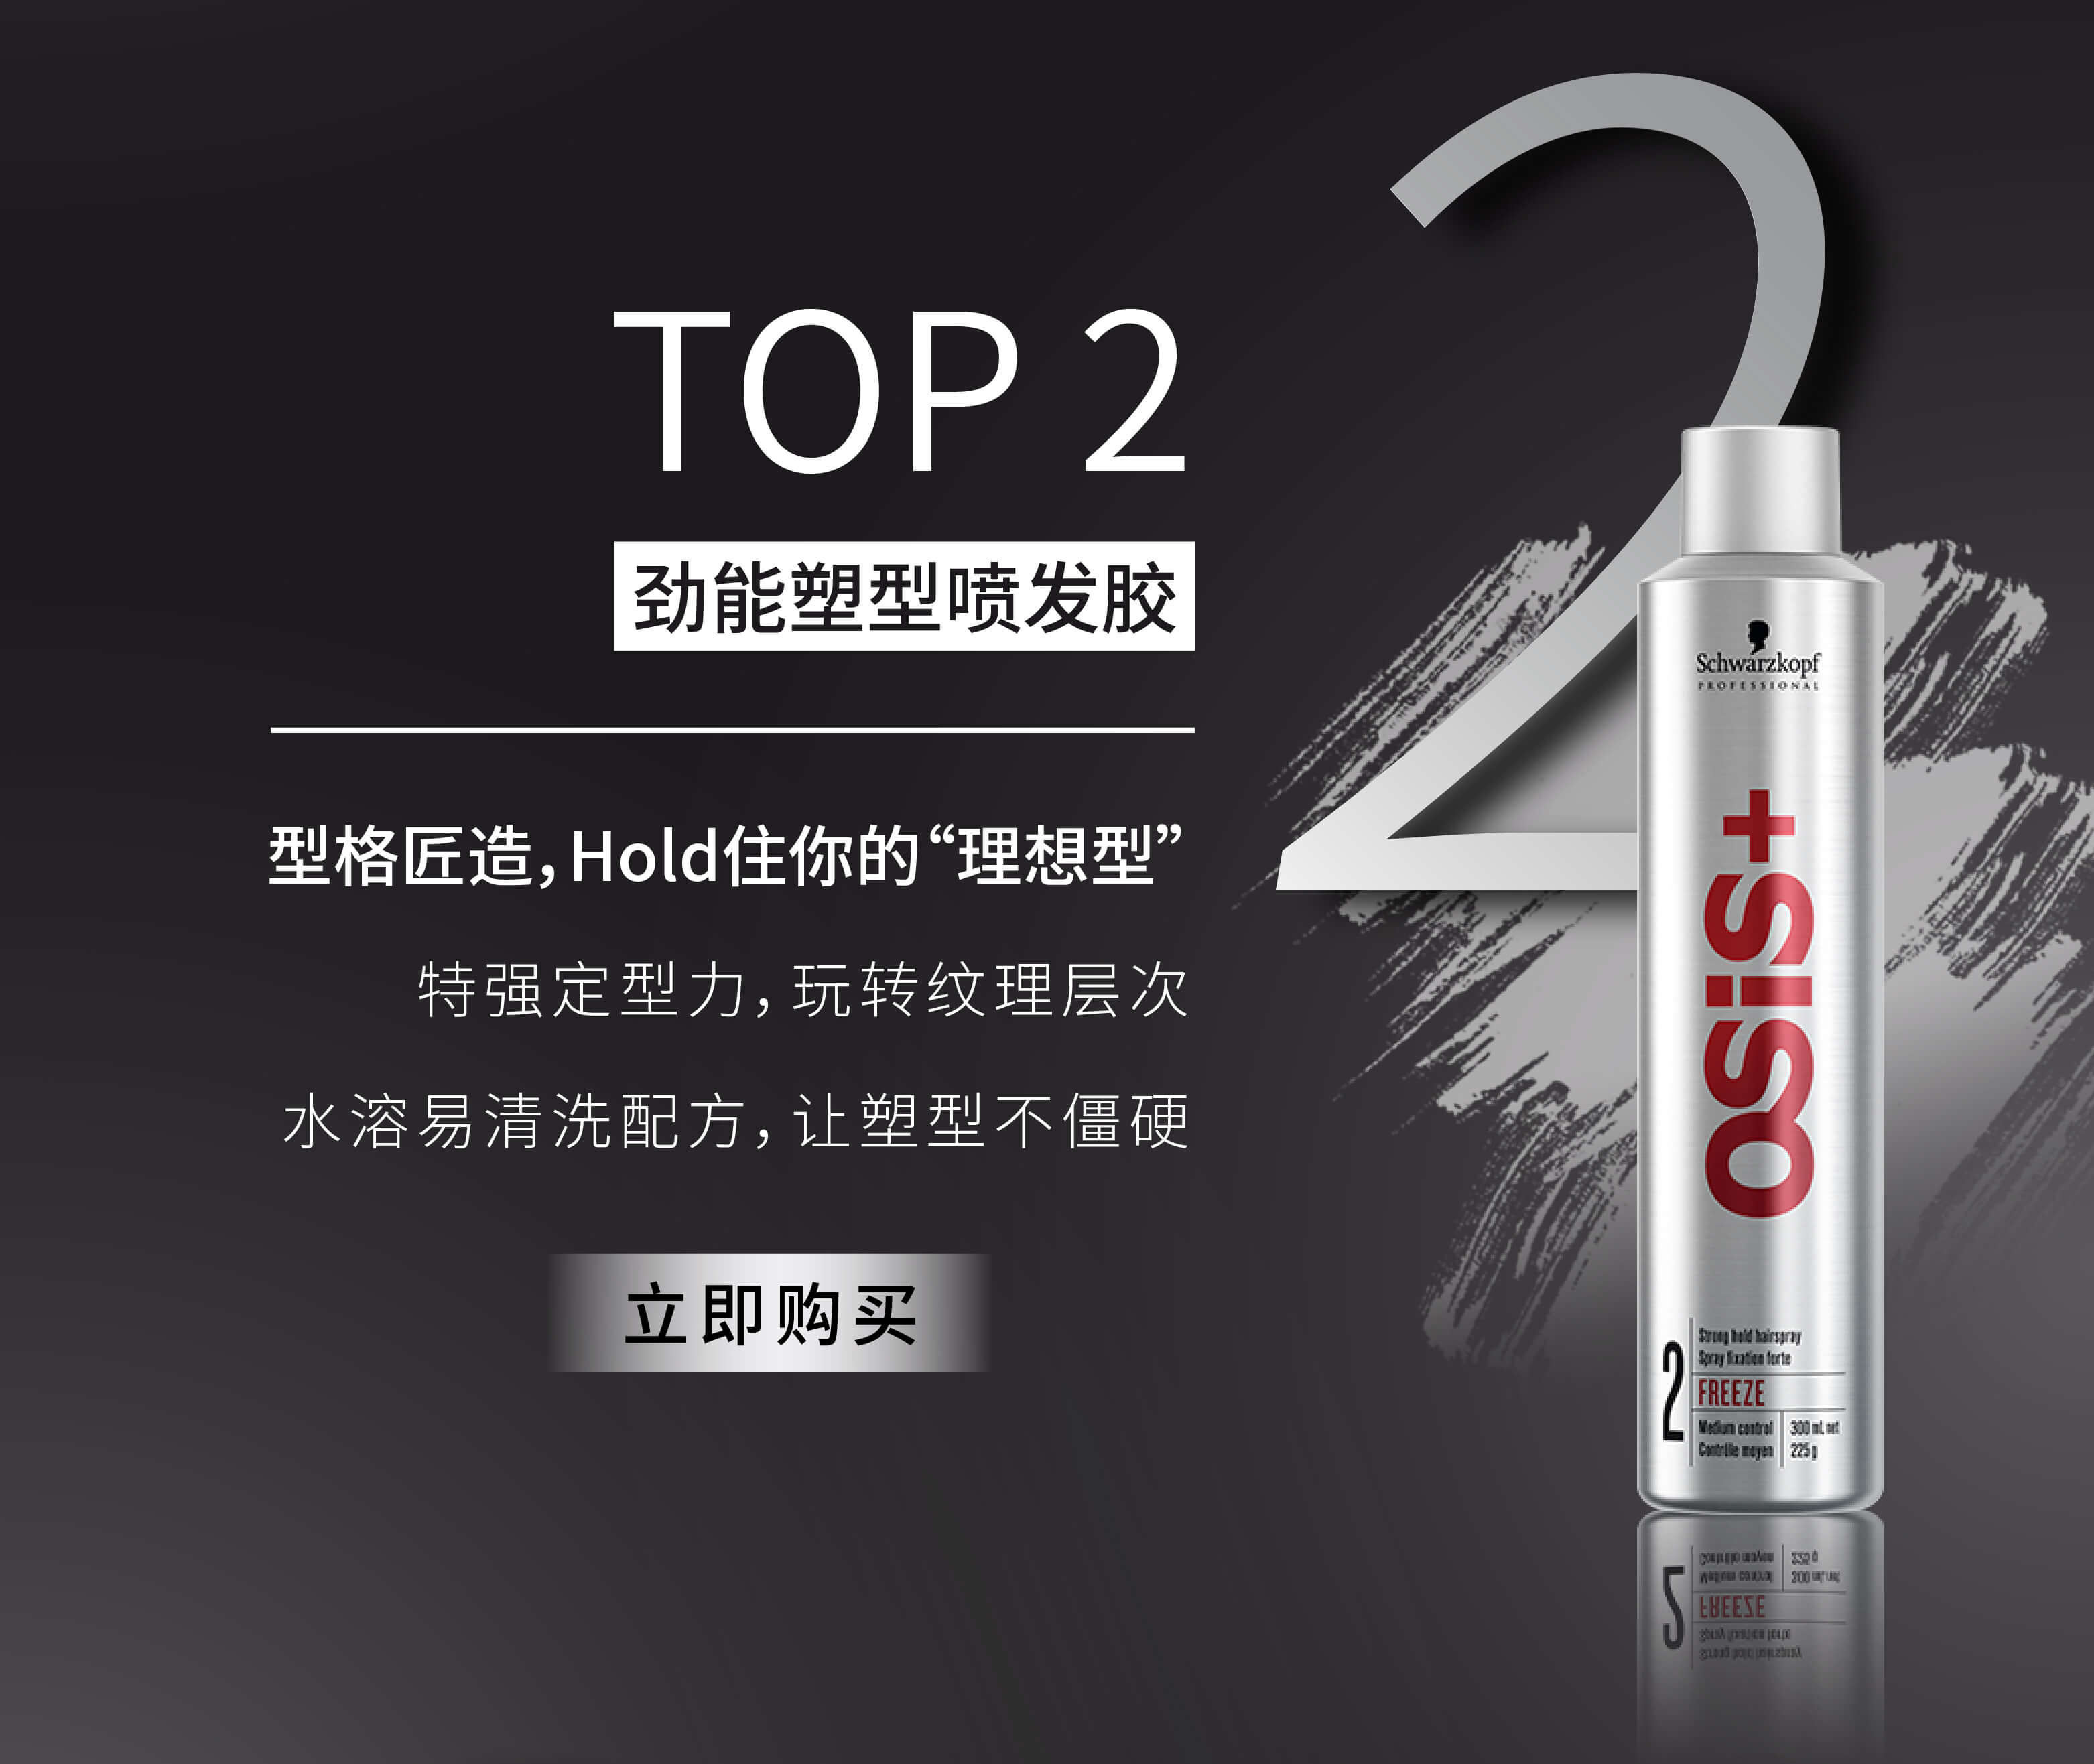 TOP 2
劲能塑型喷发胶
型格匠造，Hold住你的“理想型”
特强定型力，玩转纹理层次
水溶易清洗配方，让塑型不僵硬
立即购买
2
Schwarzkopf
PROFESSIONAL
osis+
2
Strong hold hairspray
Spray fixation forte
FREEZE
Medium control
Contrôle moyen
300 mL net
225 g